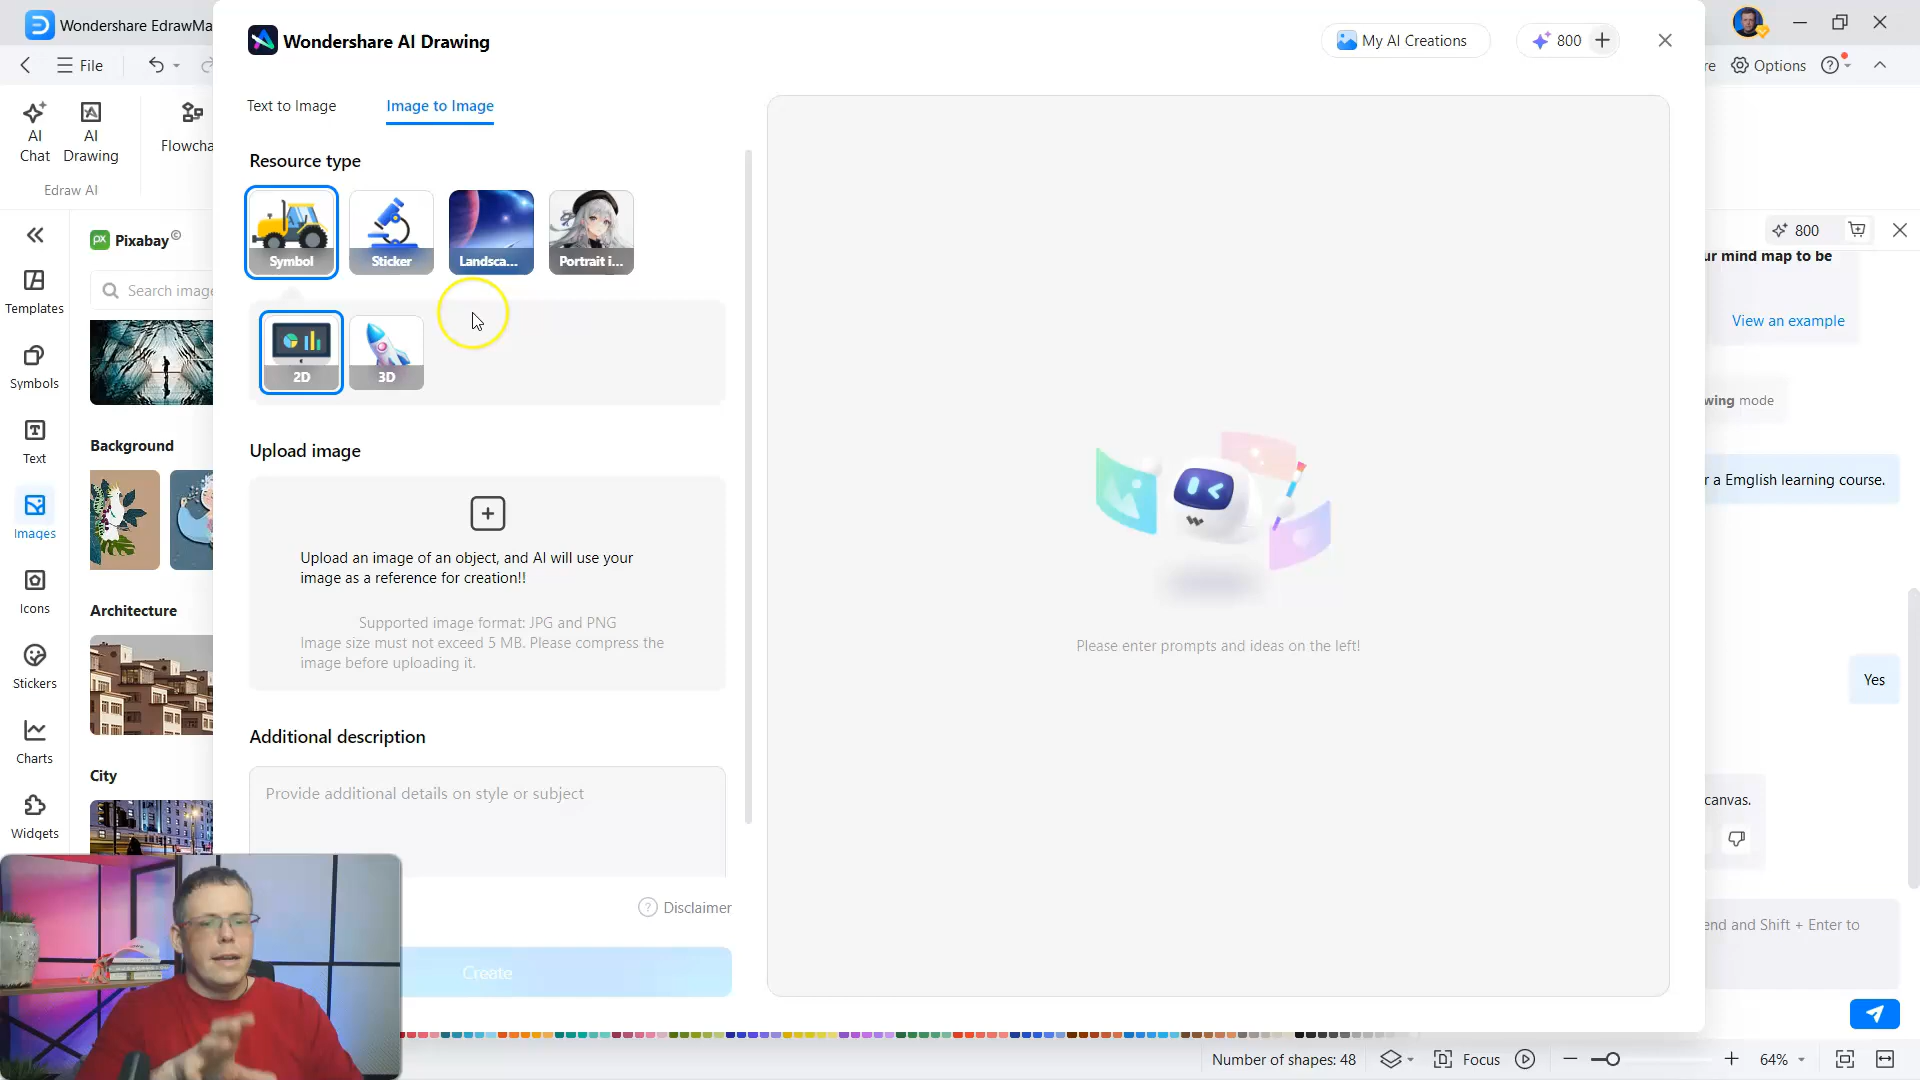 Wondershare EdrawMa
Wondershare AI Drawing
My AI Creations
800
File
re
Options
Text to Image
Image to Image
AI Chat
AI Drawing
Flowcha
Edraw AI
Resource type
Symbol
Sticker
Landsca...
Portrait i...
2D
3D
Pixabay
Search image
Templates
Symbols
Text
Images
Icons
Stickers
Charts
Widgets
Background
Architecture
City
Upload image
Upload an image of an object, and AI will use your
image as a reference for creation!!
Supported image format: JPG and PNG
Image size must not exceed 5 MB. Please compress the
image before uploading it.
Additional description
Provide additional details on style or subject
Disclaimer
Create
Please enter prompts and ideas on the left!
800
ur mind map to be
View an example
wing mode
r a Emglish learning course.
Yes
canvas.
end and Shift + Enter to
Number of shapes: 48
Focus
64%